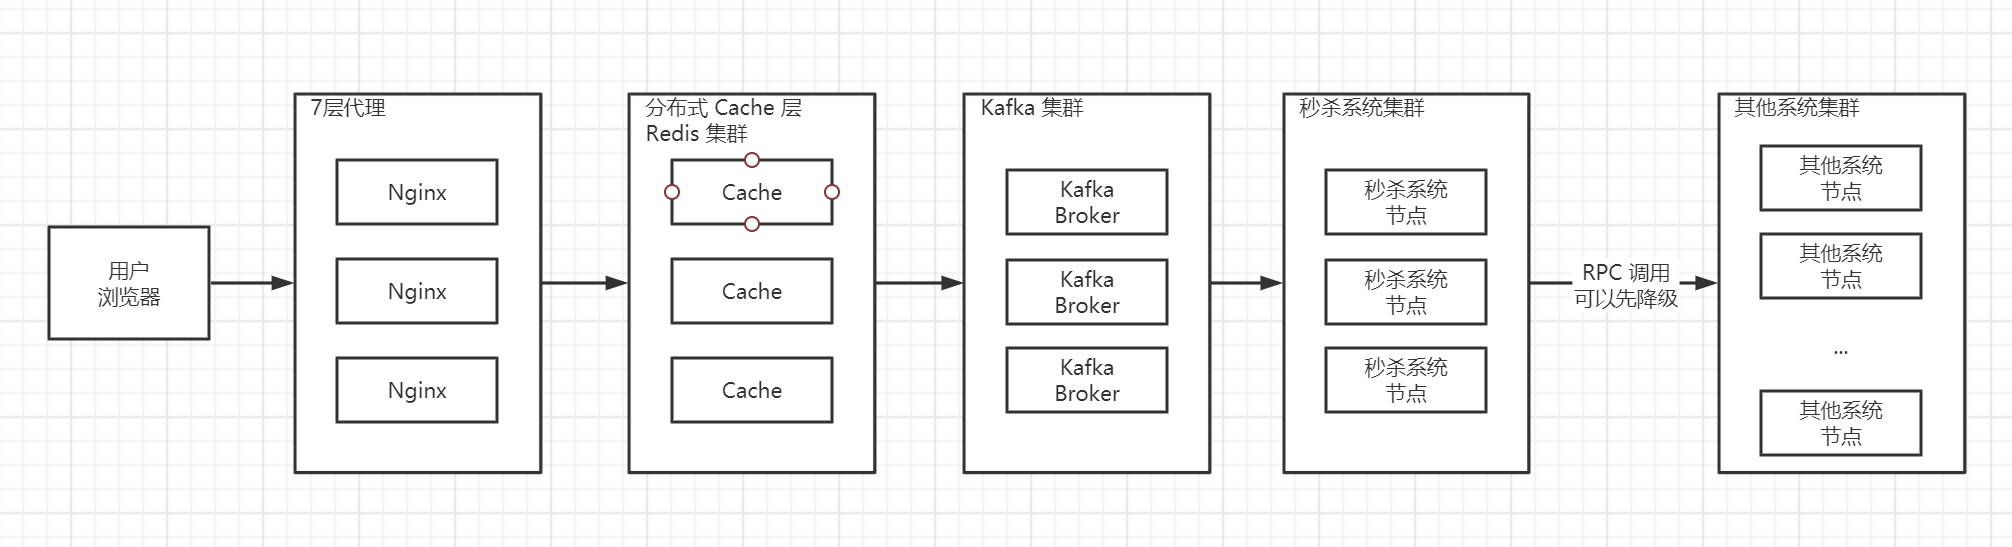 用户
浏览器
7层代理
Nginx
Nginx
Nginx
分布式 Cache 层
Redis 集群
Cache
Cache
Cache
Kafka 集群
Kafka
Broker
Kafka
Broker
Kafka
Broker
秒杀系统集群
秒杀系统
节点
秒杀系统
节点
秒杀系统
节点
RPC 调用
可以先降级
其他系统集群
其他系统
节点
其他系统
节点
...
其他系统
节点